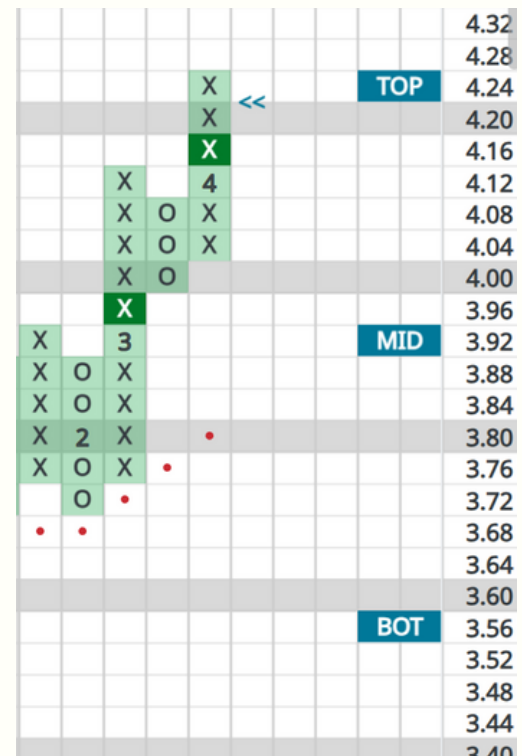 4.32
4.28
X TOP 4.24
X << 4.20
X 4.16
X 4 4.12
X O X 4.08
X O X 4.04
X O 4.00
X 3.96
X 3 MID 3.92
X O X 3.88
X O X 3.84
X 2 X 3.80
X O X 3.76
O 3.72
3.68
3.64
3.60
BOT 3.56
3.52
3.48
3.44
3.40